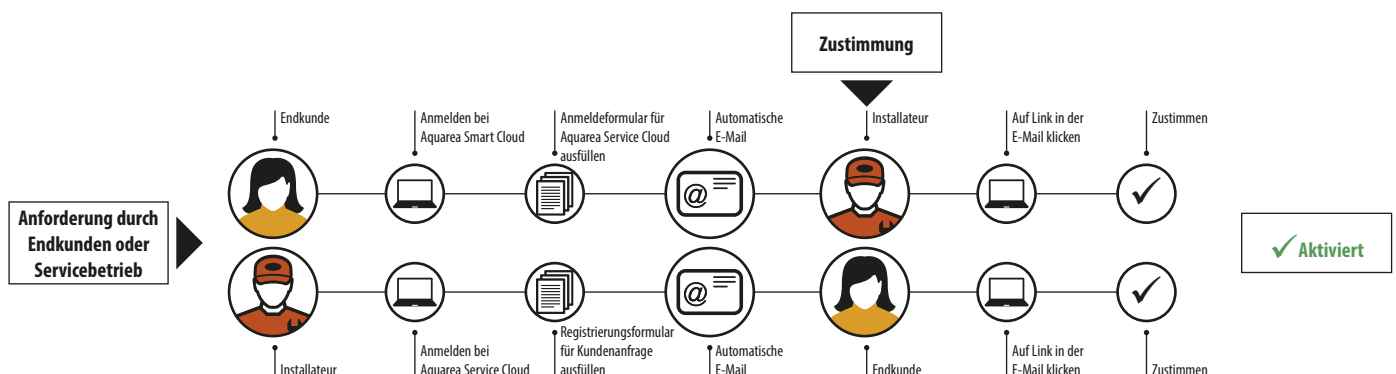 Zustimmung
Endkunde
Anmelden bei
Aquarea Smart Cloud
Anmeldeformular für
Aquarea Service Cloud
ausfüllen
Automatische
E-Mail
Installateur
Auf Link in der
E-Mail klicken
Zustimmen
@
Anforderung durch
Endkunden oder
Servicebetrieb
Aktiviert
@
Installateur
Anmelden bei
Aquarea Service Cloud
Registrierungsformular
für Kundenanfrage
ausfüllen
Automatische
E-Mail
Endkunde
Auf Link in der
E-Mail klicken
Zustimmen